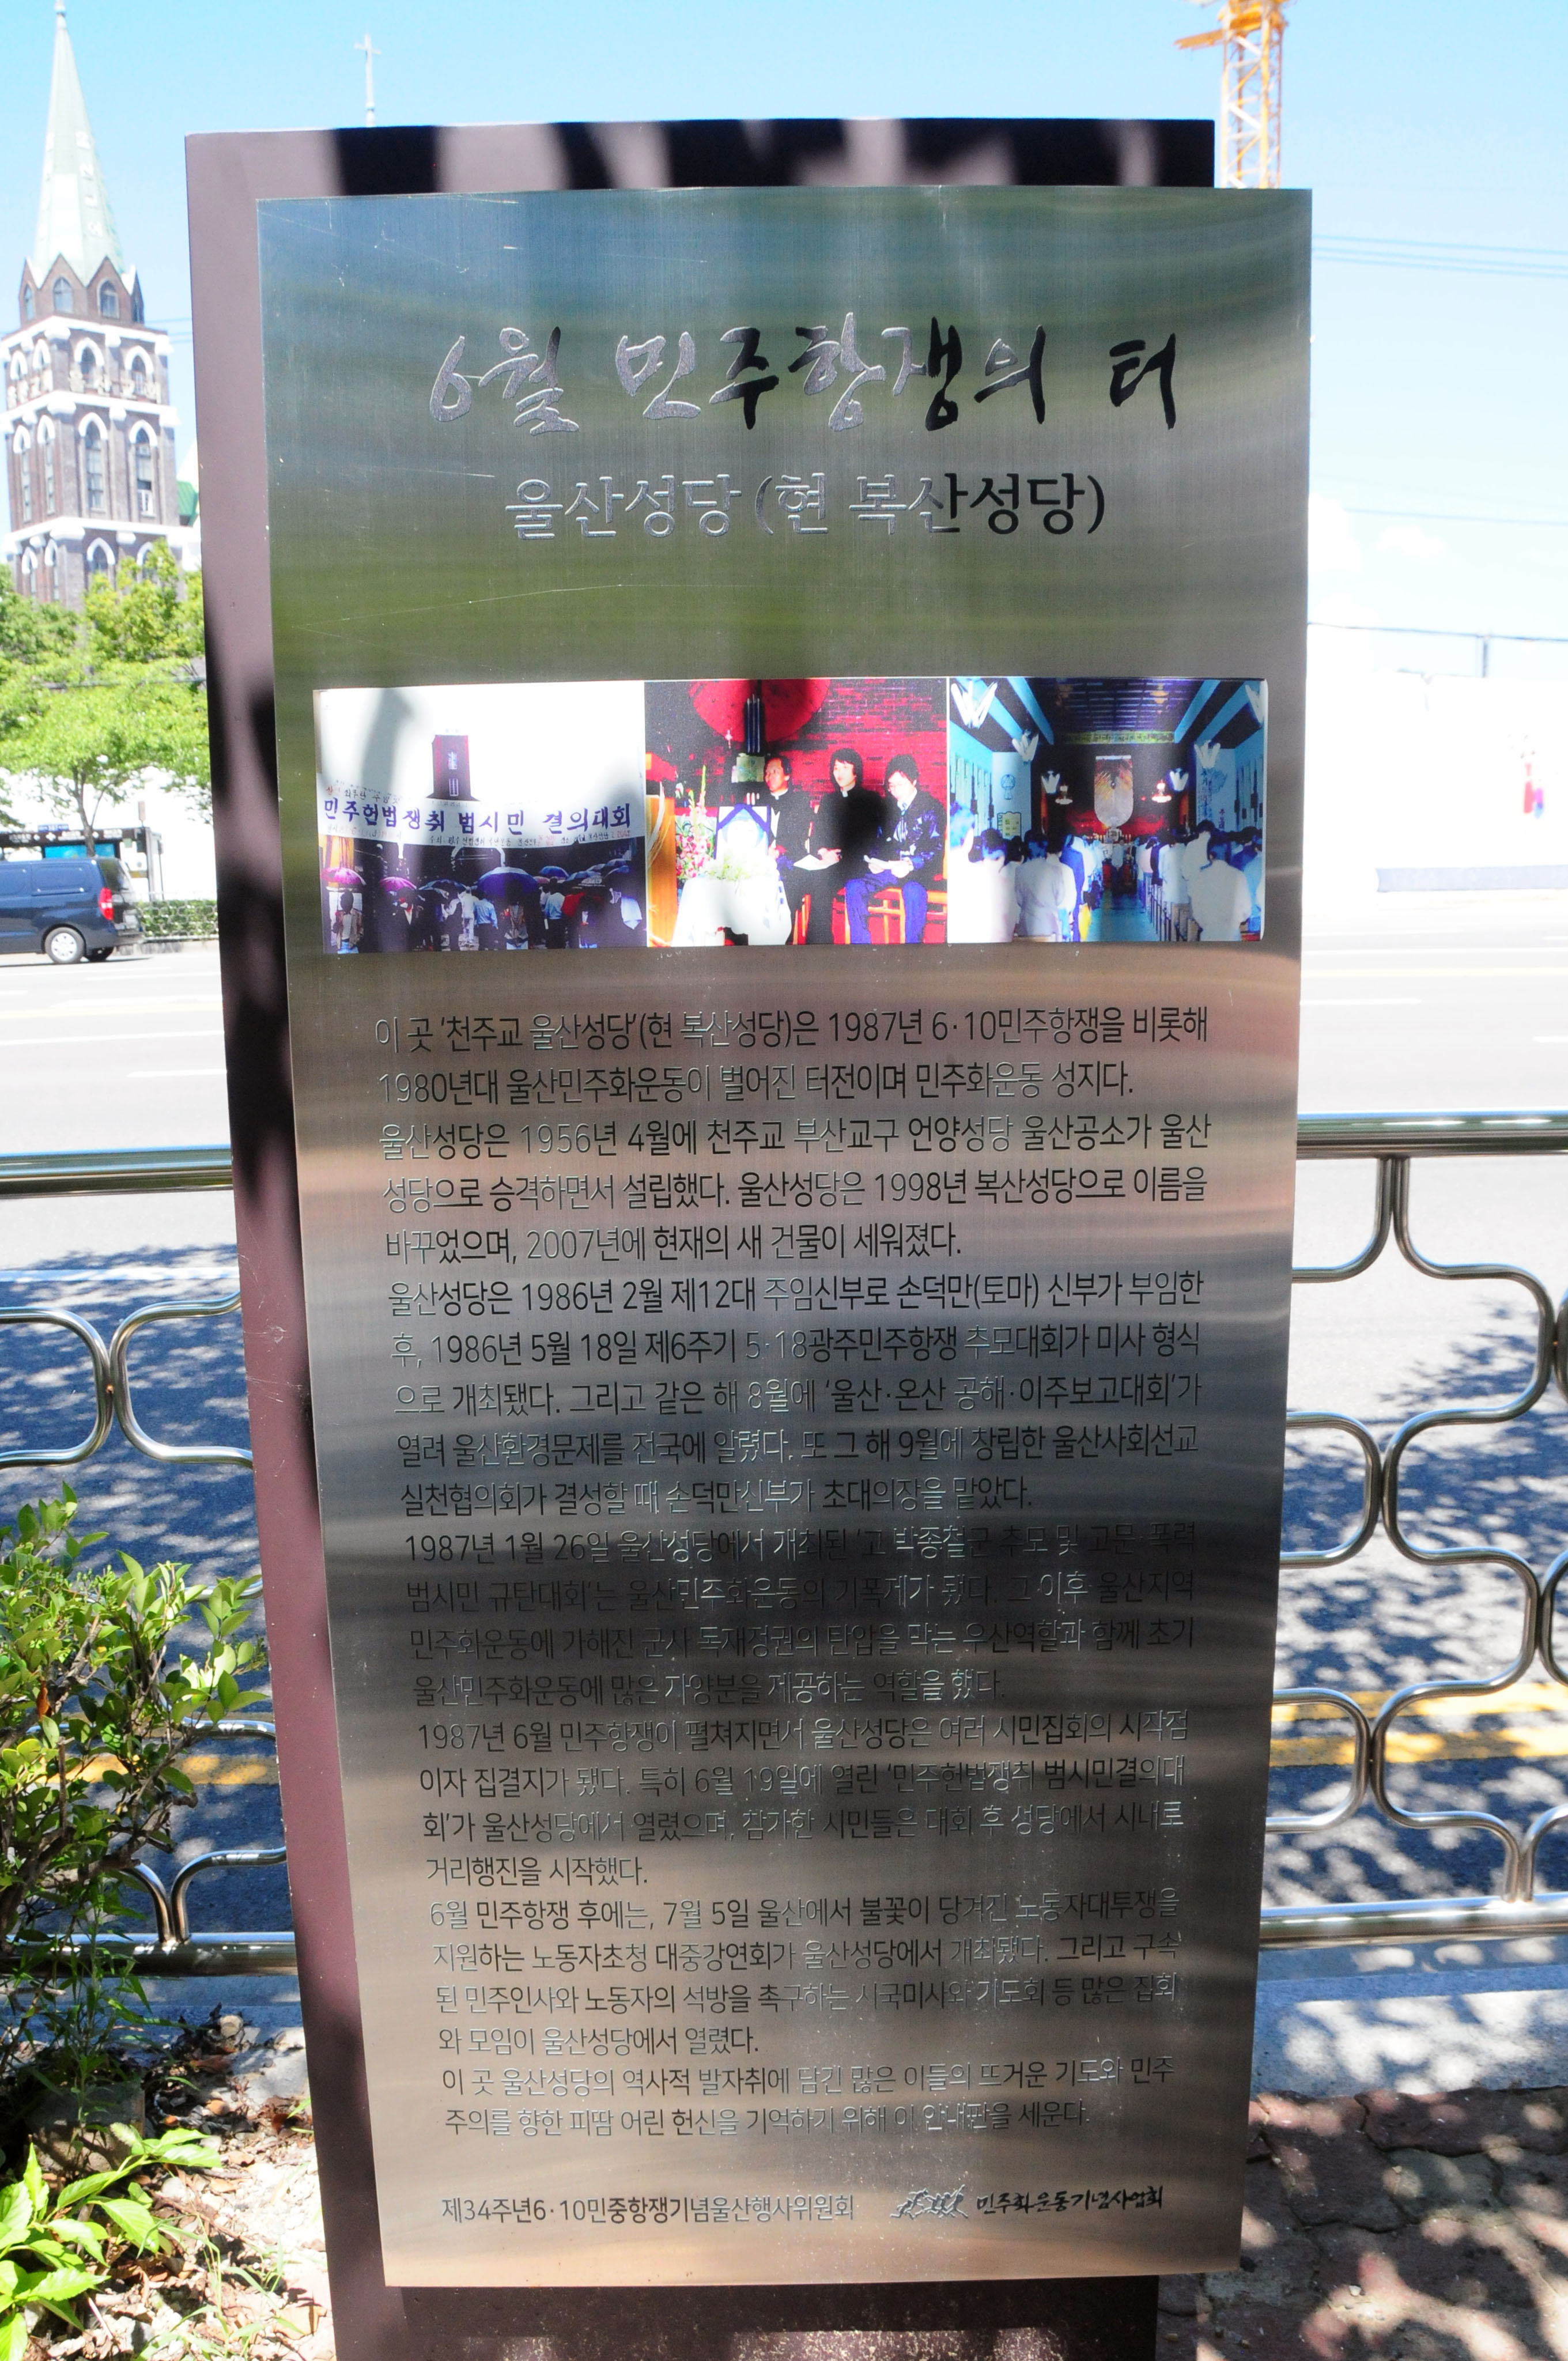 6월 민주항쟁의 터
울산성당 (현 복산성당)
蔚山
민주헌법쟁취 범시민 결의대회
이 곳 '천주교 울산성당'(현 복산성당)은 1987년 6·10민주항쟁을 비롯해
1980년대 울산민주화운동이 벌어진 터전이며 민주화운동 성지다.
울산성당은 1956년 4월에 천주교 부산교구 언양성당 울산공소가 울산
성당으로 승격하면서 설립했다. 울산성당은 1998년 복산성당으로 이름을
바꾸었으며, 2007년에 현재의 새 건물이 세워졌다.
울산성당은 1986년 2월 제12대 주임신부로 손덕만(토마) 신부가 부임한
후, 1986년 5월 18일 제6주기 5·18광주민주항쟁 추모대회가 미사 형식
으로 개최됐다. 그리고 같은 해 8월에 '울산·온산 공해·이주보고대회'가
열려 울산환경문제를 전국에 알렸다. 또 그 해 9월에 창립한 울산사회선교
실천협의회가 결성할 때 손덕만신부가 초대의장을 맡았다.
1987년 1월 26일 울산성당에서 개최된 '고 박종철군 추모 및 고문·폭력
범시민 규탄대회'는 울산민주화운동의 기폭제가 됐다. 그 이후 울산지역
민주화운동에 가해진 군사 독재정권의 탄압을 막는 우산역할과 함께 초기
울산민주화운동에 많은 자양분을 제공하는 역할을 했다.
1987년 6월 민주항쟁이 펼쳐지면서 울산성당은 여러 시민집회의 시작점
이자 집결지가 됐다. 특히 6월 19일에 열린 '민주헌법쟁취 범시민결의대
회'가 울산성당에서 열렸으며, 참가한 시민들은 대회 후 성당에서 시내로
거리행진을 시작했다.
6월 민주항쟁 후에는, 7월 5일 울산에서 불꽃이 당겨진 노동자대투쟁을
지원하는 노동자초청 대중강연회가 울산성당에서 개최됐다. 그리고 구속
된 민주인사와 노동자의 석방을 촉구하는 시국미사와 기도회 등 많은 집회
와 모임이 울산성당에서 열렸다.
이 곳 울산성당의 역사적 발자취에 담긴 많은 이들의 뜨거운 기도와 민주
주의를 향한 피땀 어린 헌신을 기억하기 위해 이 안내판을 세운다.
제34주년6·10민중항쟁기념울산행사위원회 민주화운동기념사업회